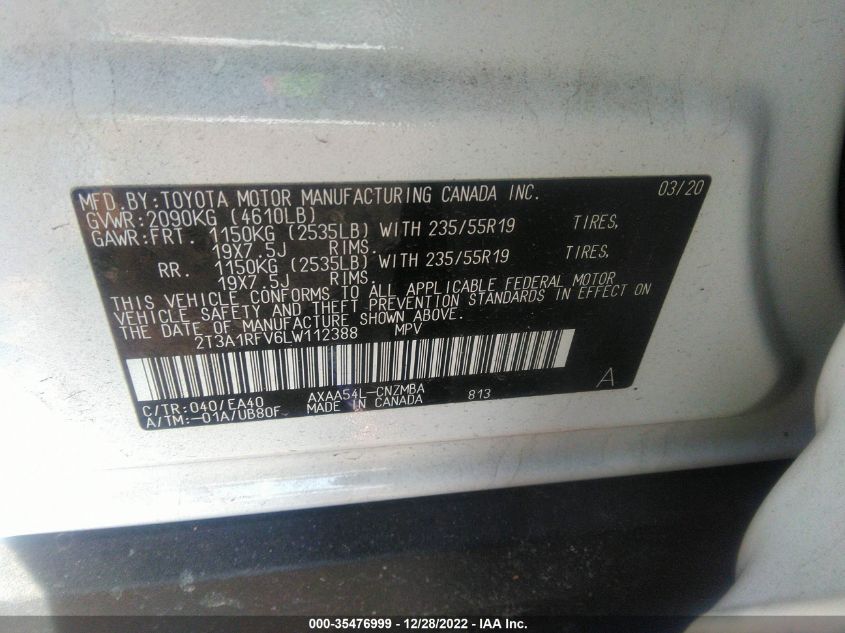 MFD.BY:TOYOTA MOTOR MANUFACTURING CANADA INC. 03/20
GVWR:2090KG (4610LB)
GAWR:FRT. 1150KG (2535LB) WITH 235/55R19 TIRES,
19X7.5J RIMS.
RR. 1150KG (2535LB) WITH 235/55R19 TIRES,
19X7.5J RIMS.
THIS VEHICLE CONFORMS TO ALL APPLICABLE FEDERAL MOTOR
VEHICLE SAFETY AND THEFT PREVENTION STANDARDS IN EFFECT ON
THE DATE OF MANUFACTURE SHOWN ABOVE.
2T3A1RFV6LW112388 MPV
C/TR:040/EA40 AXAA54L-CNZMBA 813 A
A/TM:-01A/UB80F MADE IN CANADA
000-35476999 - 12/28/2022 - IAA Inc.